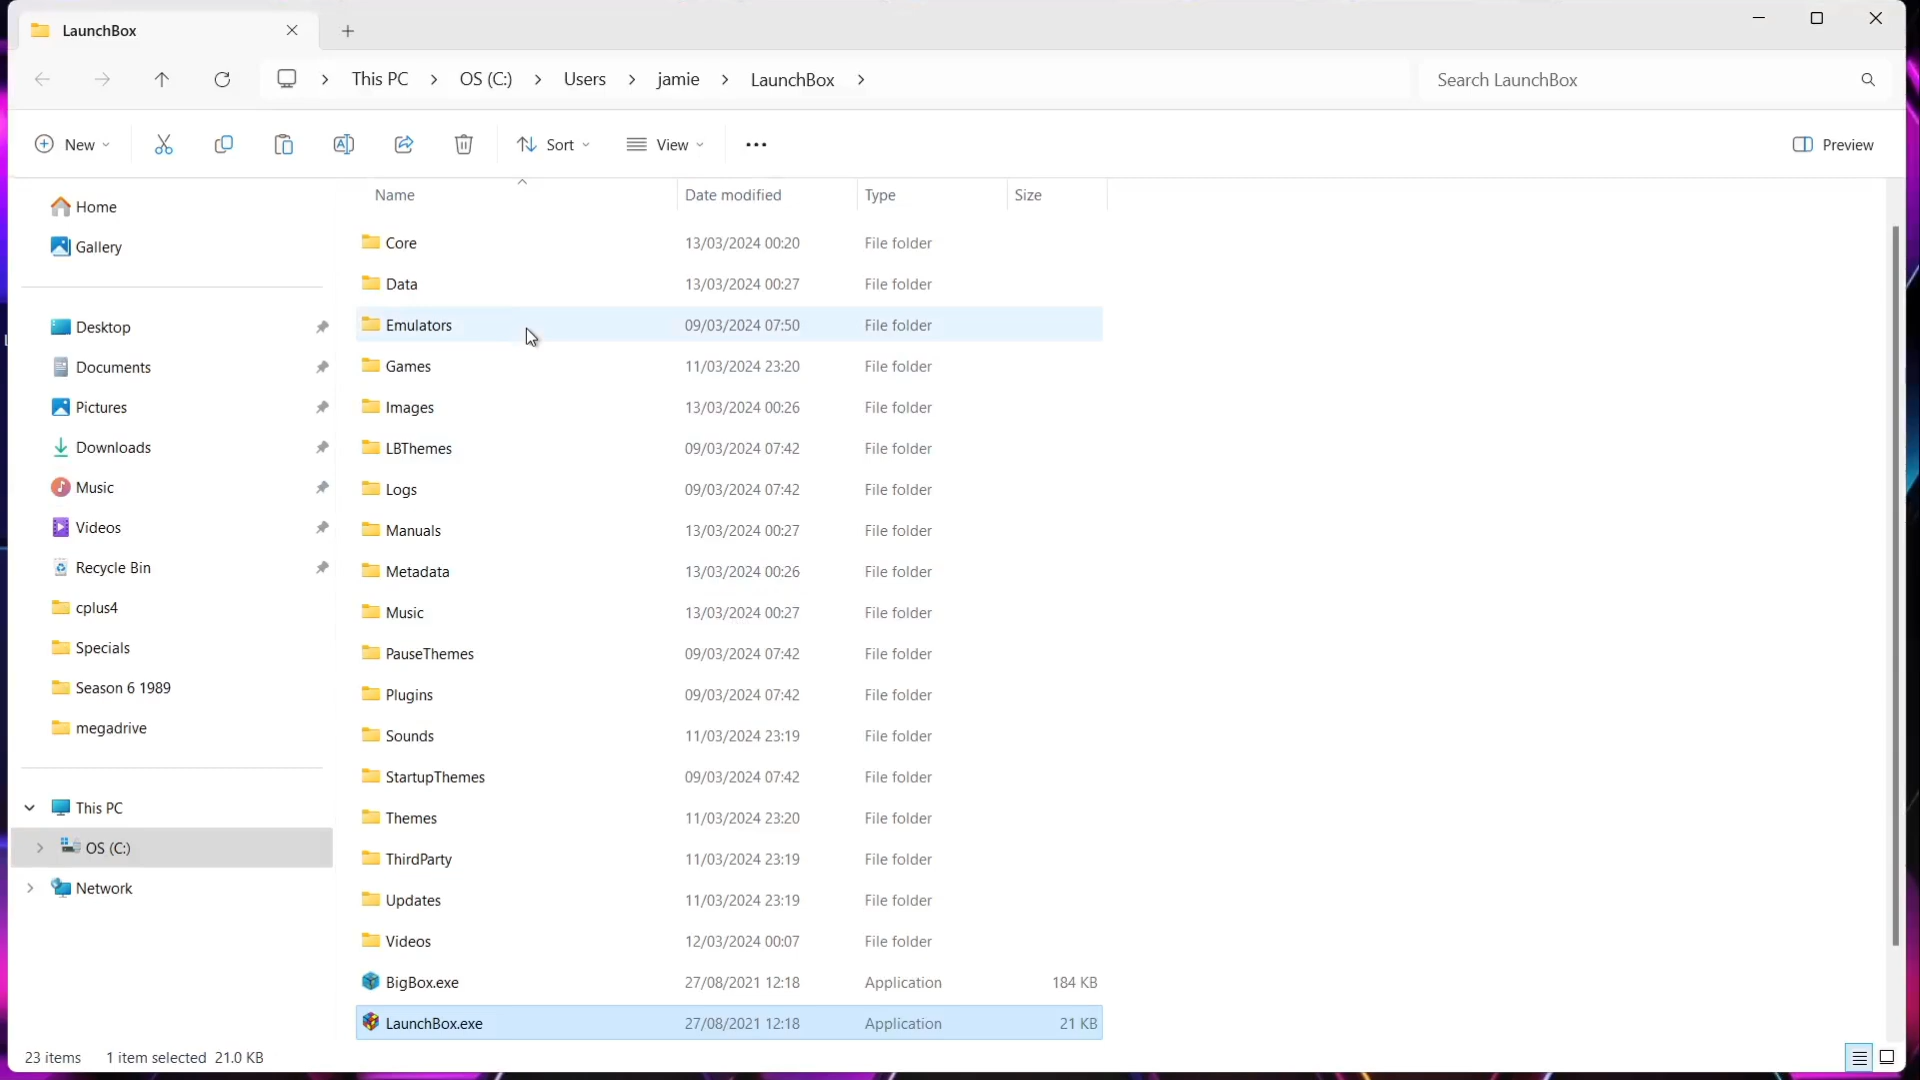 LaunchBox
This PC
OS (C:)
Users
jamie
LaunchBox
Search LaunchBox
New
Sort
View
Preview
Name
Date modified
Type
Size
Home
Gallery
Desktop
Documents
Pictures
Downloads
Music
Videos
Recycle Bin
cplus4
Specials
Season 6 1989
megadrive
This PC
OS (C:)
Network
Core 13/03/2024 00:20 File folder
Data 13/03/2024 00:27 File folder
Emulators 09/03/2024 07:50 File folder
Games 11/03/2024 23:20 File folder
Images 13/03/2024 00:26 File folder
LBThemes 09/03/2024 07:42 File folder
Logs 09/03/2024 07:42 File folder
Manuals 13/03/2024 00:27 File folder
Metadata 13/03/2024 00:26 File folder
Music 13/03/2024 00:27 File folder
PauseThemes 09/03/2024 07:42 File folder
Plugins 09/03/2024 07:42 File folder
Sounds 11/03/2024 23:19 File folder
StartupThemes 09/03/2024 07:42 File folder
Themes 11/03/2024 23:20 File folder
ThirdParty 11/03/2024 23:19 File folder
Updates 11/03/2024 23:19 File folder
Videos 12/03/2024 00:07 File folder
BigBox.exe 27/08/2021 12:18 Application 184 KB
LaunchBox.exe 27/08/2021 12:18 Application 21 KB
23 items 1 item selected 21.0 KB